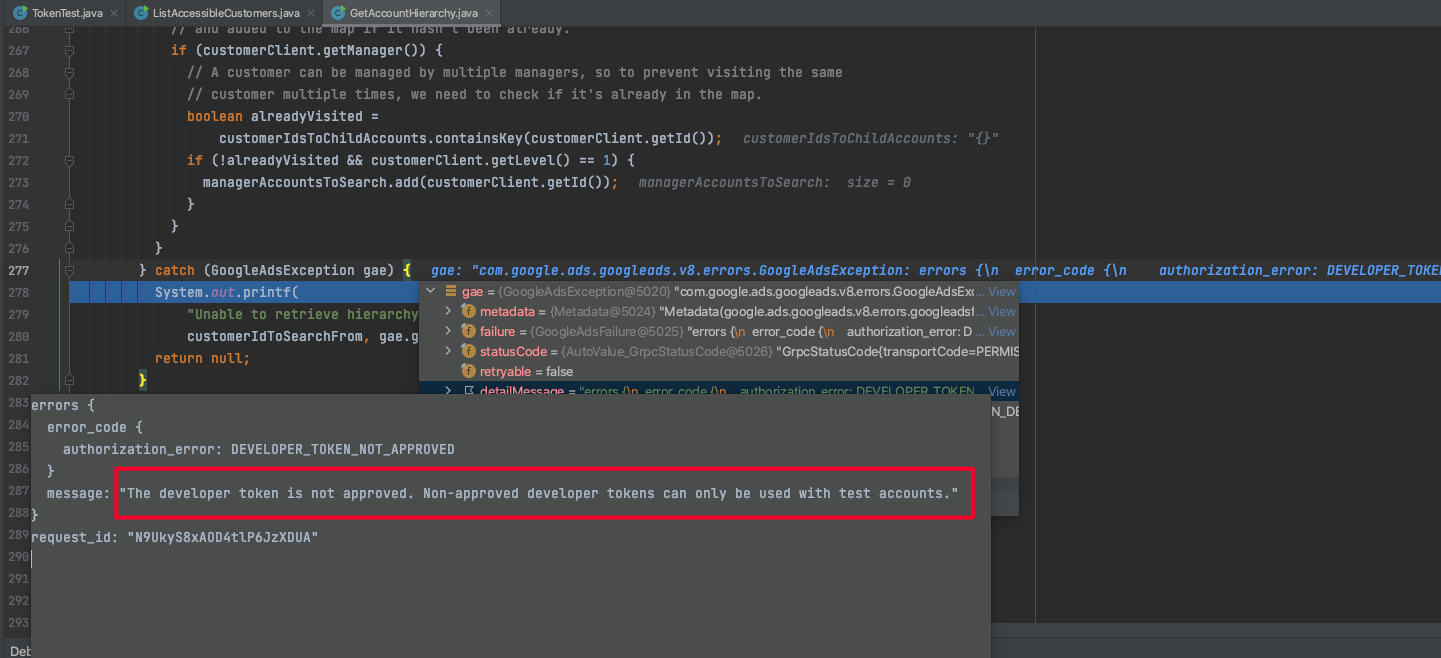 TokenTest.java ListAccessibleCustomers.java GetAccountHierarchy.java
266 // and added to the map if it hasn't been already.
267 if (customerClient.getManager()) {
268 // A customer can be managed by multiple managers, so to prevent visiting the same
269 // customer multiple times, we need to check if it's already in the map.
270 boolean alreadyVisited =
271 customerIdsToChildAccounts.containsKey(customerClient.getId()); customerIdsToChildAccounts: "{}"
272 if (!alreadyVisited && customerClient.getLevel() == 1) {
273 managerAccountsToSearch.add(customerClient.getId()); managerAccountsToSearch: size = 0
274 }
275 }
276 }
277 } catch (GoogleAdsException gae) { gae: "com.google.ads.googleads.v8.errors.GoogleAdsException: errors {\n error_code {\n authorization_error: DEVELOPER_TOKE
278 System.out.printf(
gae = {GoogleAdsException@5020} "com.google.ads.googleads.v8.errors.GoogleAdsExc... View
279 "Unable to retrieve hierarchy
metadata = {Metadata@5024} "Metadata(google.ads.googleads.v8.errors.googleadsf... View
280 customerIdToSearchFrom, gae.g
failure = {GoogleAdsFailure@5025} "errors {\n error_code {\n authorization_error: D... View
281 return null;
statusCode = {AutoValue_GrpcStatusCode@5026} "GrpcStatusCode{transportCode=PERMIS
282 }
retryable = false
detailMessage = "errors {\n error_code {\n authorization_error: DEVELOPER_TOKEN View
N_DE
283 errors {
284 error_code {
285 authorization_error: DEVELOPER_TOKEN_NOT_APPROVED
286 }
287 message: "The developer token is not approved. Non-approved developer tokens can only be used with test accounts."
288 }
289 request_id: "N9UkyS8xAOD4tlP6JzXDUA"
290
291
292
293
Deb